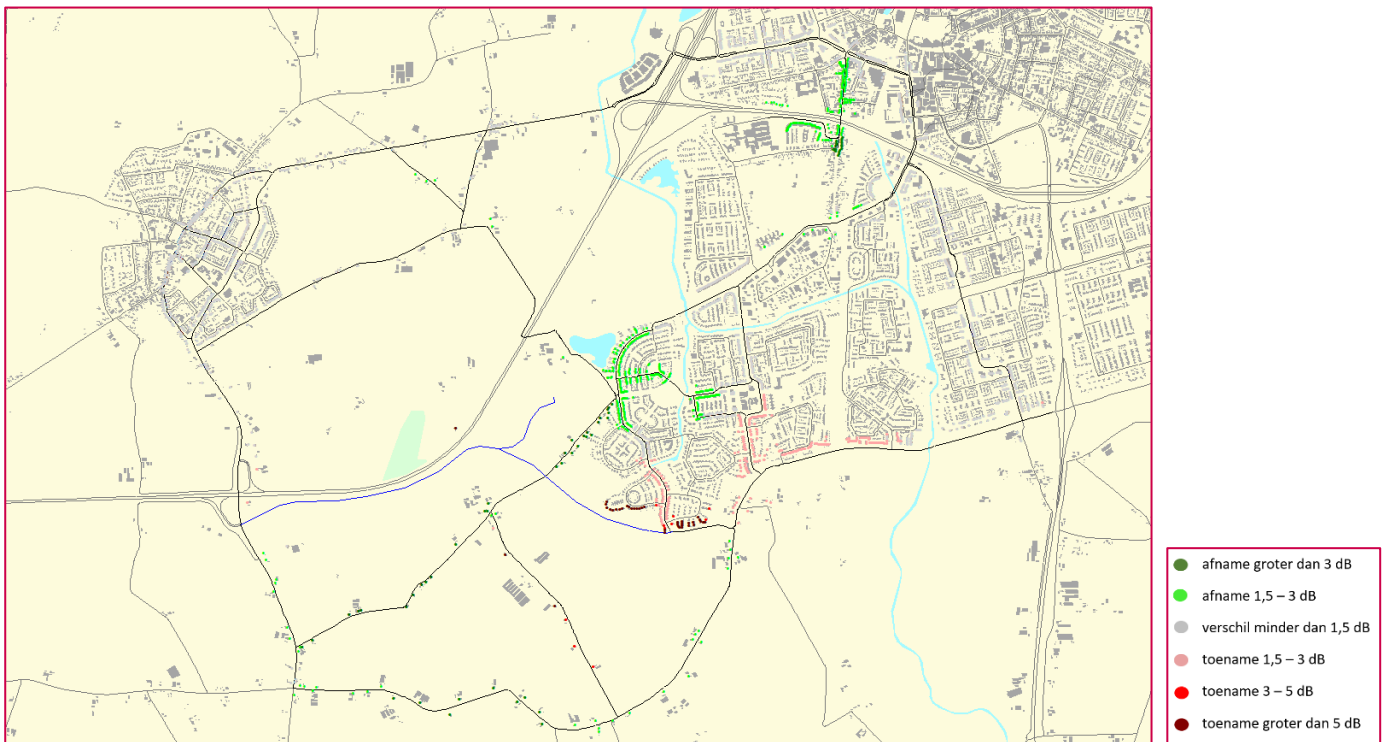 afname groter dan 3 dB
afname 1,5 – 3 dB
verschil minder dan 1,5 dB
toename 1,5 – 3 dB
toename 3 – 5 dB
toename groter dan 5 dB